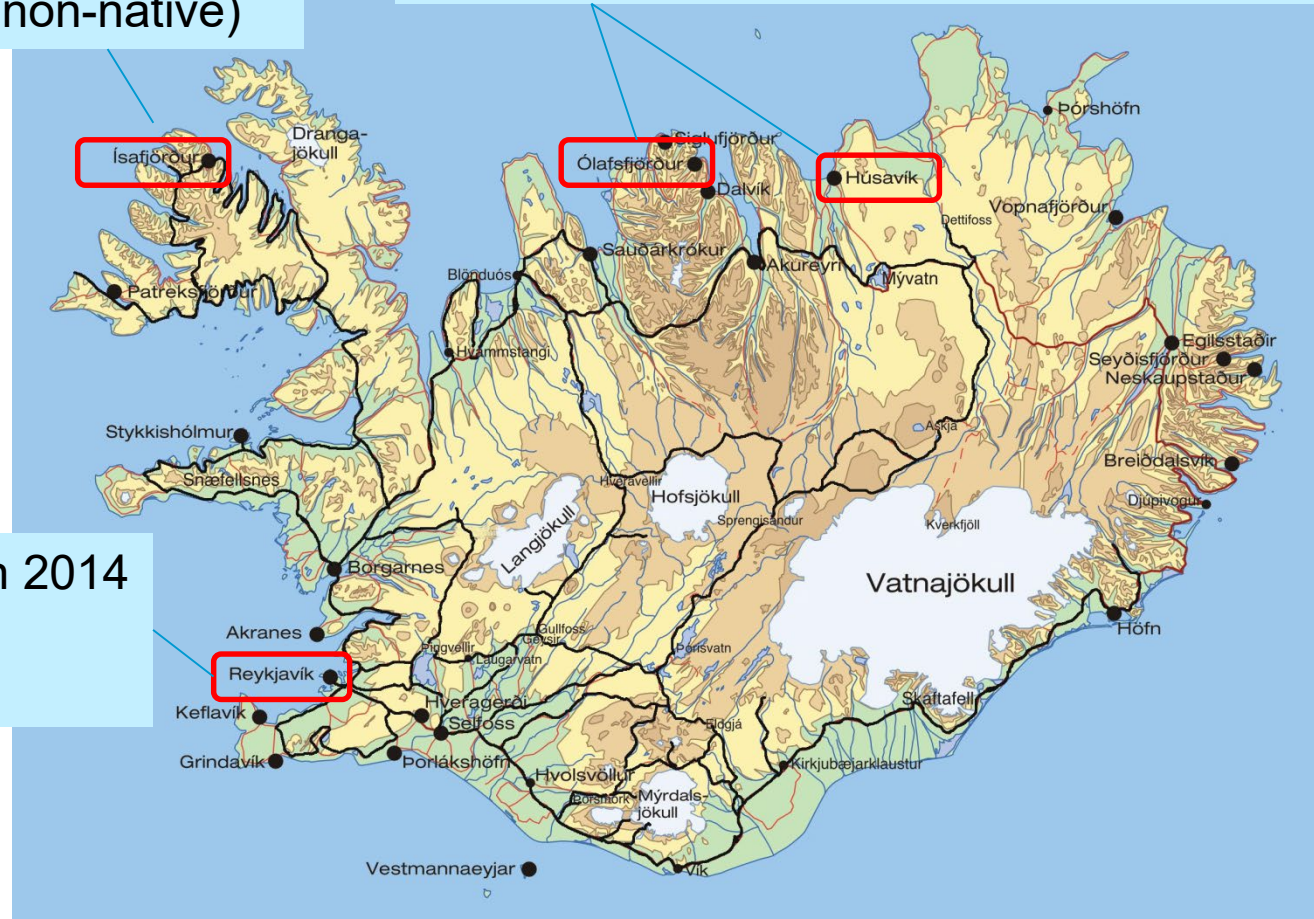 non-native)
Þórshöfn
Dranga-
jökull
Siglufjörður
Ísafjörður
Ólafsfjörður
Húsavík
Dalvík
Vopnafjörður
Dettifoss
Sauðárkrókur
Akureyri
Mývatn
Blönduós
Patreksfjörður
Egilsstaðir
Hvammstangi
Seyðisfjörður
Neskaupstaður
Askja
Stykkishólmur
Breiðdalsvík
Snæfellsnes
Hveravellir
Hofsjökull
Djúpivogur
Sprengisandur
Kverkfjöll
Langjökull
n 2014
Borgarnes
Vatnajökull
Akranes
Gullfoss
Geysir
Höfn
Þingvellir
Laugarvatn
Þórisvatn
Reykjavík
Skaftafell
Keflavík
Hveragerði
Selfoss
Eldgjá
Grindavík
Þorlákshöfn
Kirkjubæjarklaustur
Hvolsvöllur
Þórsmörk
Mýrdals-
jökull
Vestmannaeyjar
Vík